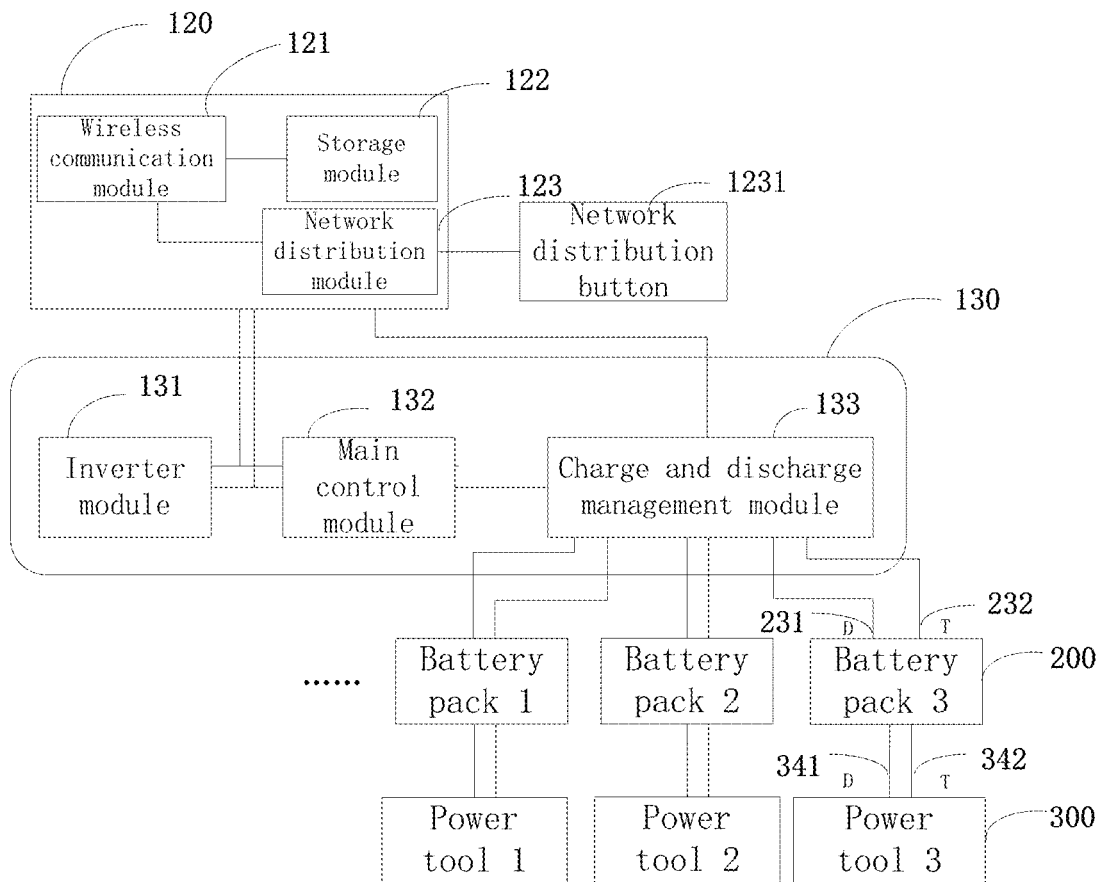 120
121
122
Wireless
communication
module
Storage
module
123
1231
Network
distribution
module
Network
distribution
button
130
131
132
133
Inverter
module
Main
control
module
Charge and discharge
management module
231
D
T
232
......
Battery
pack 1
Battery
pack 2
Battery
pack 3
200
341
D
T
342
Power
tool 1
Power
tool 2
Power
tool 3
300